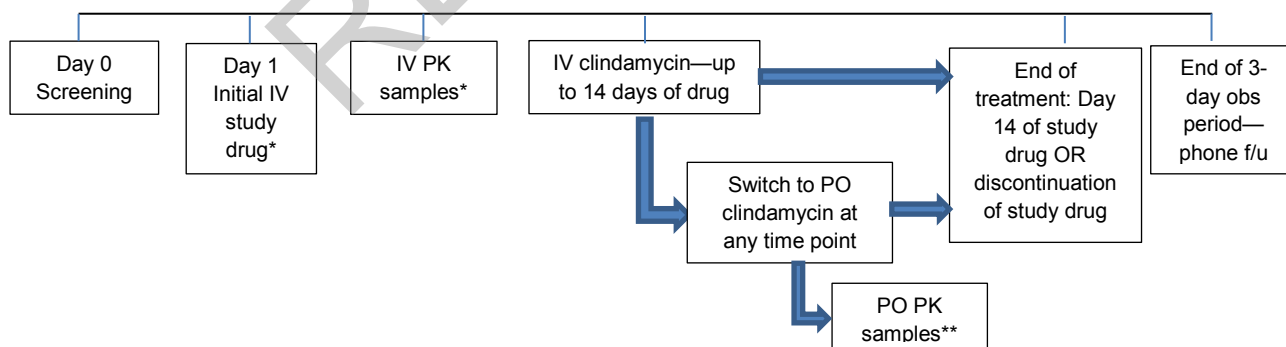 Day 0
Screening
Day 1
Initial IV
study
drug*
IV PK
samples*
IV clindamycin—up
to 14 days of drug
End of
treatment: Day
14 of study
drug OR
discontinuation
of study drug
End of 3-
day obs
period—
phone f/u
Switch to PO
clindamycin at
any time point
PO PK
samples**